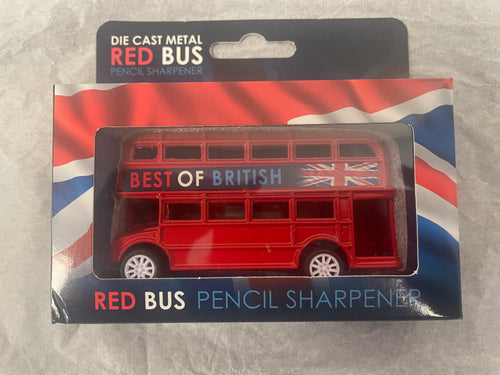 DIE CAST METAL
RED BUS
PENCIL SHARPENER
BEST OF BRITISH
RED BUS PENCIL SHARPENER